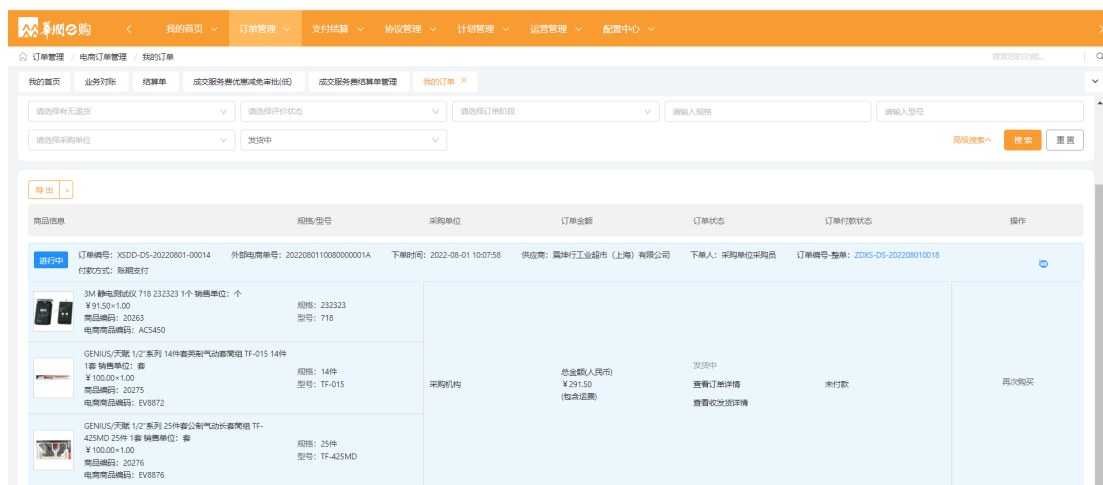 華潤e购 我的首页 订单管理 支付结算 协议管理 计划管理 运营管理 配置中心
订单管理 / 电商订单管理 / 我的订单 搜索您的功能...
我的首页 业务对账 结算单 成交服务费优惠减免审批(低) 成交服务费结算单管理 我的订单 ×
请选择有无退货 请选择评价状态 请选择订单阶段 请输入规格 请输入型号
请选择采购单位 发货中 高级搜索 搜索 重置
导出 >
商品信息 规格/型号 采购单位 订单金额 订单状态 订单付款状态 操作
进行中 订单编号：XSDD-DS-20220801-00014 外部电商单号：2022080110080000001A 下单时间：2022-08-01 10:07:58 供应商：震坤行工业超市（上海）有限公司 下单人：采购单位采购员 订单编号-整单：ZDXS-DS-202208010018
付款方式：账期支付
3M 静电测试仪 718 232323 1个 销售单位：个
￥91.50×1.00
商品编码：20263
电商商品编码：AC5450
规格：232323
型号：718
GENIUS/天赋 1/2"系列 14件套英制气动套筒组 TF-015 14件
1套 销售单位：套
￥100.00×1.00
商品编码：20275
电商商品编码：EV8872
规格：14件
型号：TF-015
采购机构
总金额(人民币)
￥291.50
(包含运费)
发货中
查看订单详情
查看收发货详情
未付款
再次购买
GENIUS/天赋 1/2"系列 25件套公制气动长套筒组 TF-
425MD 25件 1套 销售单位：套
￥100.00×1.00
商品编码：20276
电商商品编码：EV8876
规格：25件
型号：TF-425MD